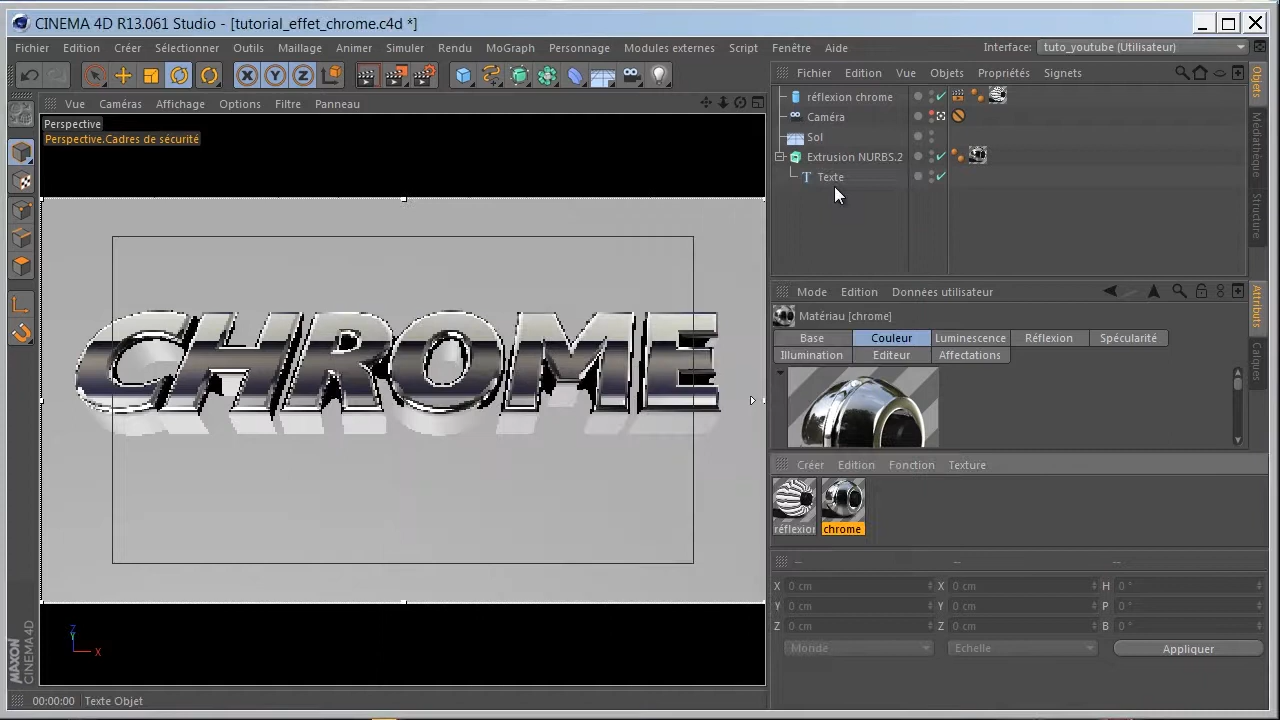 CINEMA 4D R13.061 Studio - [tutorial_effet_chrome.c4d *]
Fichier Edition Créer Sélectionner Outils Maillage Animer Simuler Rendu MoGraph Personnage Modules externes Script Fenêtre Aide Interface: tuto_youtube (Utilisateur)
X Y Z
Fichier Edition Vue Objets Propriétés Signets
Vue Caméras Affichage Options Filtre Panneau
Perspective
Perspective.Cadres de sécurité
CHROME
Z
Y
X
réflexion chrome
Caméra
Sol
Extrusion NURBS.2
T Texte
Objets
Médiathèque
Structure
Mode Edition Données utilisateur
Matériau [chrome]
Base Couleur Luminescence Réflexion Spécularité
Illumination Editeur Affectations
Attributs
Calques
Créer Edition Fonction Texture
réflexion chrome
-- -- --
X 0 cm X 0 cm H 0 °
Y 0 cm Y 0 cm P 0 °
Z 0 cm Z 0 cm B 0 °
Monde Echelle Appliquer
MAXON
CINEMA 4D
00:00:00 Texte Objet